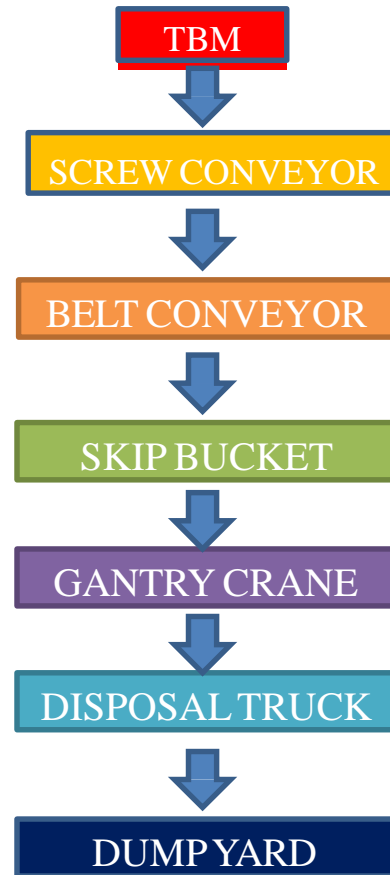 TBM
SCREW CONVEYOR
BELT CONVEYOR
SKIP BUCKET
GANTRY CRANE
DISPOSAL TRUCK
DUMP YARD